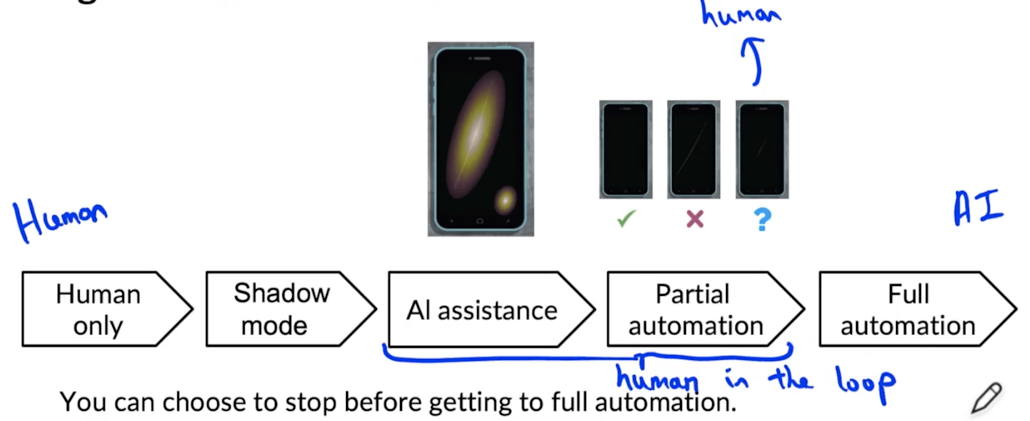 human
?
Human
AI
Human only
Shadow mode
AI assistance
Partial automation
Full automation
human in the loop
You can choose to stop before getting to full automation.